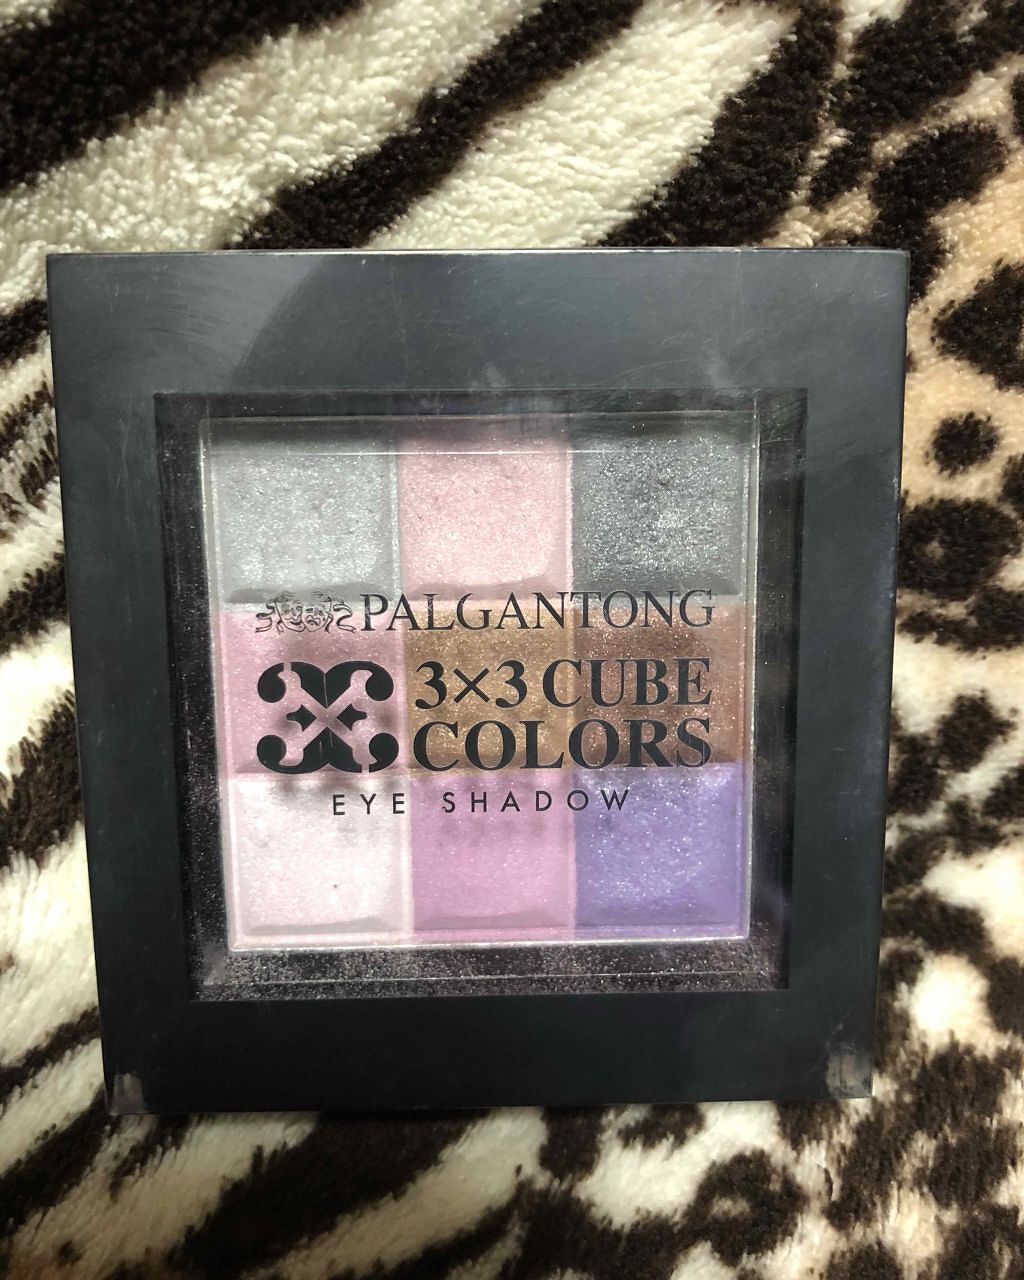 PALGANTONG
3×3 CUBE
COLORS
EYE SHADOW